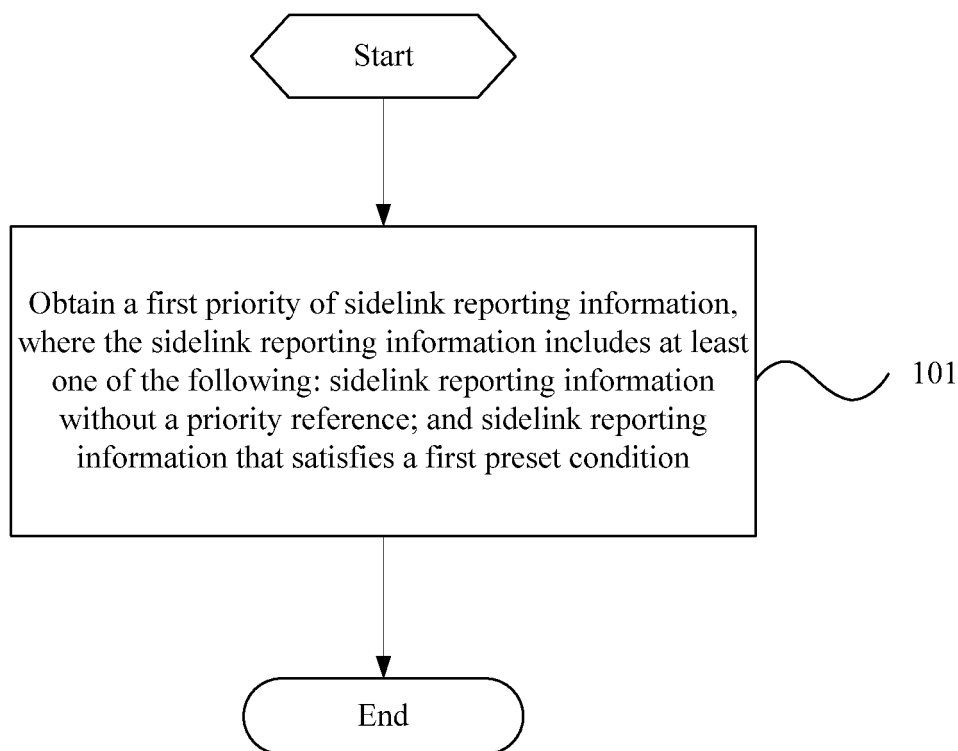 Start
Obtain a first priority of sidelink reporting information,
where the sidelink reporting information includes at least
one of the following: sidelink reporting information
without a priority reference; and sidelink reporting
information that satisfies a first preset condition
101
End